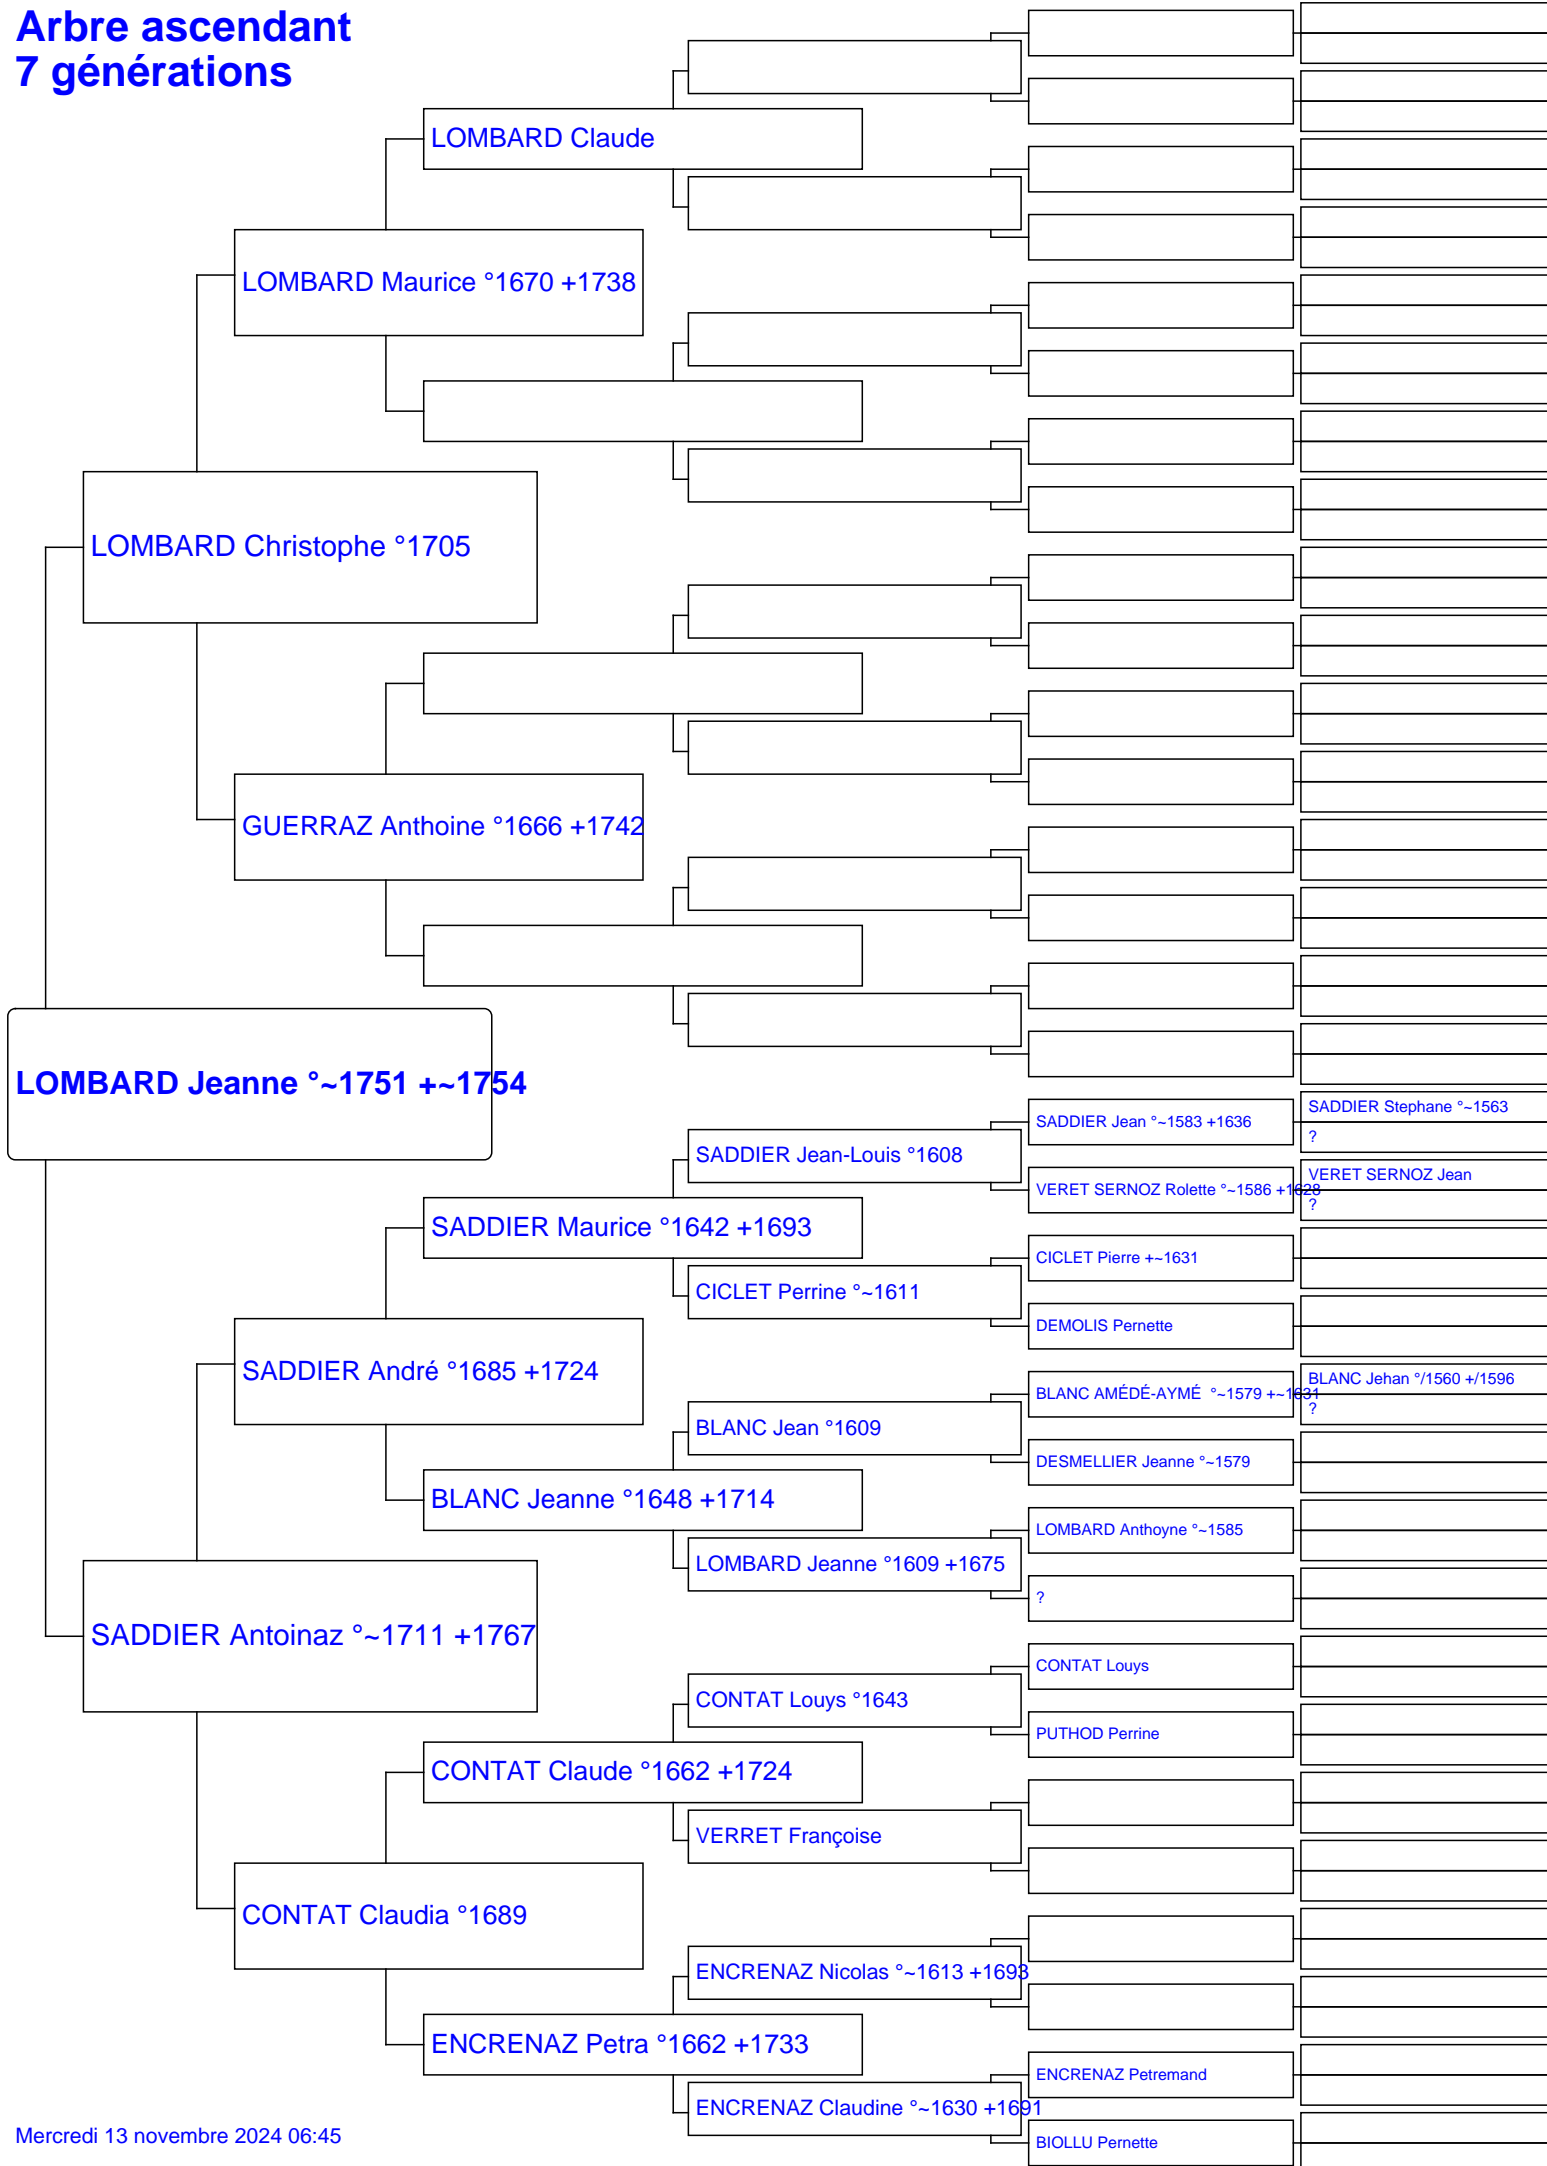 Arbre ascendant
7 générations
LOMBARD Claude
LOMBARD Maurice °1670 +1738
LOMBARD Christophe °1705
GUERRAZ Anthoine °1666 +1742
LOMBARD Jeanne °~1751 +~1754
SADDIER Stephane °~1563
SADDIER Jean °~1583 +1636
?
SADDIER Jean-Louis °1608
VERET SERNOZ Jean
VERET SERNOZ Rolette °~1586 +1628
?
SADDIER Maurice °1642 +1693
CICLET Pierre +~1631
CICLET Perrine °~1611
DEMOLIS Pernette
SADDIER André °1685 +1724
BLANC Jehan °/1560 +/1596
BLANC AMÉDÉ-AYMÉ  °~1579 +~1631
?
BLANC Jean °1609
DESMELLIER Jeanne °~1579
BLANC Jeanne °1648 +1714
LOMBARD Anthoyne °~1585
LOMBARD Jeanne °1609 +1675
?
SADDIER Antoinaz °~1711 +1767
CONTAT Louys
CONTAT Louys °1643
PUTHOD Perrine
CONTAT Claude °1662 +1724
VERRET Françoise
CONTAT Claudia °1689
ENCRENAZ Nicolas °~1613 +1693
ENCRENAZ Petra °1662 +1733
ENCRENAZ Petremand
ENCRENAZ Claudine °~1630 +1691
BIOLLU Pernette
Mercredi 13 novembre 2024 06:45